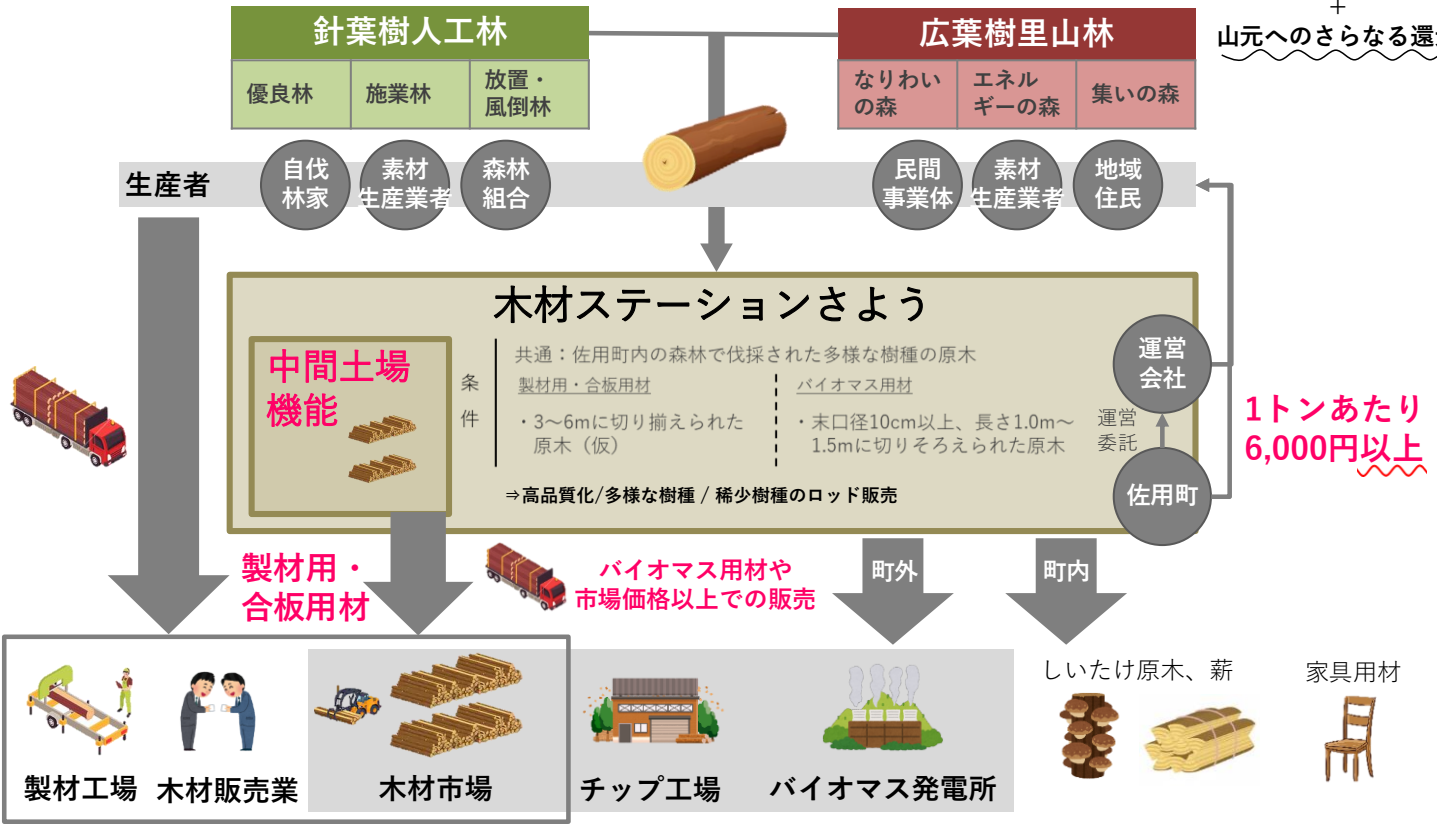 +
山元へのさらなる還
針葉樹人工林
優良林
施業林
放置・
風倒林
広葉樹里山林
なりわい
の森
エネル
ギーの森
集いの森
生産者
自伐
林家
素材
生産業者
森林
組合
民間
事業体
素材
生産業者
地域
住民
木材ステーションさよう
中間土場
機能
条
件
共通：佐用町内の森林で伐採された多様な樹種の原木
製材用・合板用材
・3～6mに切り揃えられた
原木（仮）
バイオマス用材
・末口径10cm以上、長さ1.0m～
1.5mに切りそろえられた原木
⇒高品質化/多様な樹種 / 稀少樹種のロッド販売
運営
会社
運営
委託
佐用町
1トンあたり
6,000円以上
製材用・
合板用材
バイオマス用材や
市場価格以上での販売
町外
町内
しいたけ原木、薪
家具用材
製材工場
木材販売業
木材市場
チップ工場
バイオマス発電所